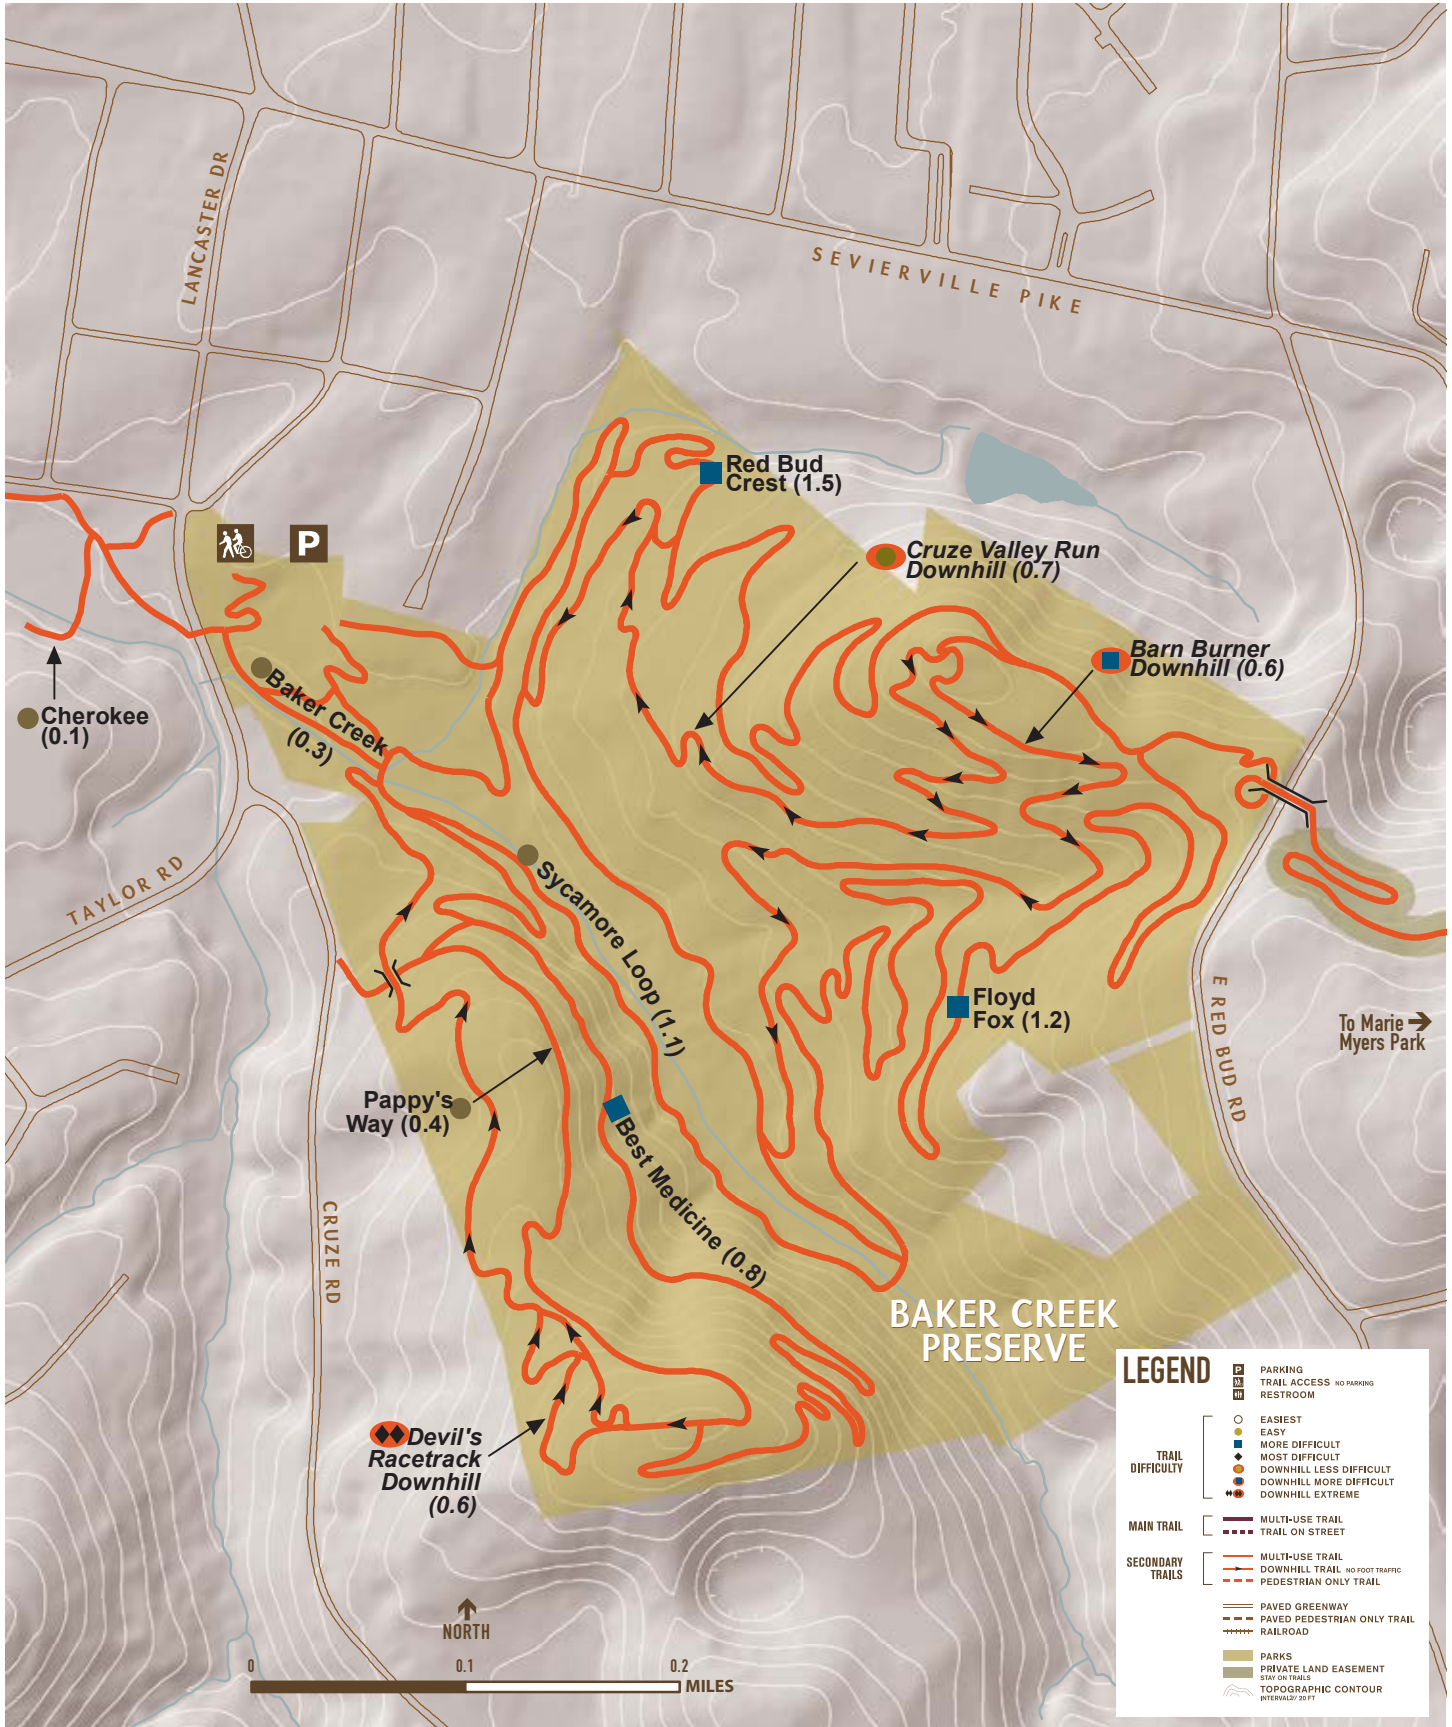 LANCASTER DR
SEVIERVILLE PIKE
Red Bud
Crest (1.5)
P
Cruze Valley Run
Downhill (0.7)
Barn Burner
Downhill (0.6)
Baker Creek
(0.3)
Cherokee
(0.1)
TAYLOR RD
Sycamore Loop (1.1)
Floyd
Fox (1.2)
E RED BUD RD
To Marie
Myers Park
Pappy's
Way (0.4)
Best Medicine (0.8)
CRUZE RD
BAKER CREEK
PRESERVE
Devil's
Racetrack
Downhill
(0.6)
NORTH
0 0.1 0.2
MILES
LEGEND
P PARKING
TRAIL ACCESS NO PARKING
RESTROOM
TRAIL
DIFFICULTY
EASIEST
EASY
MORE DIFFICULT
MOST DIFFICULT
DOWNHILL LESS DIFFICULT
DOWNHILL MORE DIFFICULT
DOWNHILL EXTREME
MAIN TRAIL
MULTI-USE TRAIL
TRAIL ON STREET
SECONDARY
TRAILS
MULTI-USE TRAIL
DOWNHILL TRAIL NO FOOT TRAFFIC
PEDESTRIAN ONLY TRAIL
PAVED GREENWAY
PAVED PEDESTRIAN ONLY TRAIL
RAILROAD
PARKS
PRIVATE LAND EASEMENT
STAY ON TRAILS
TOPOGRAPHIC CONTOUR
20 FT